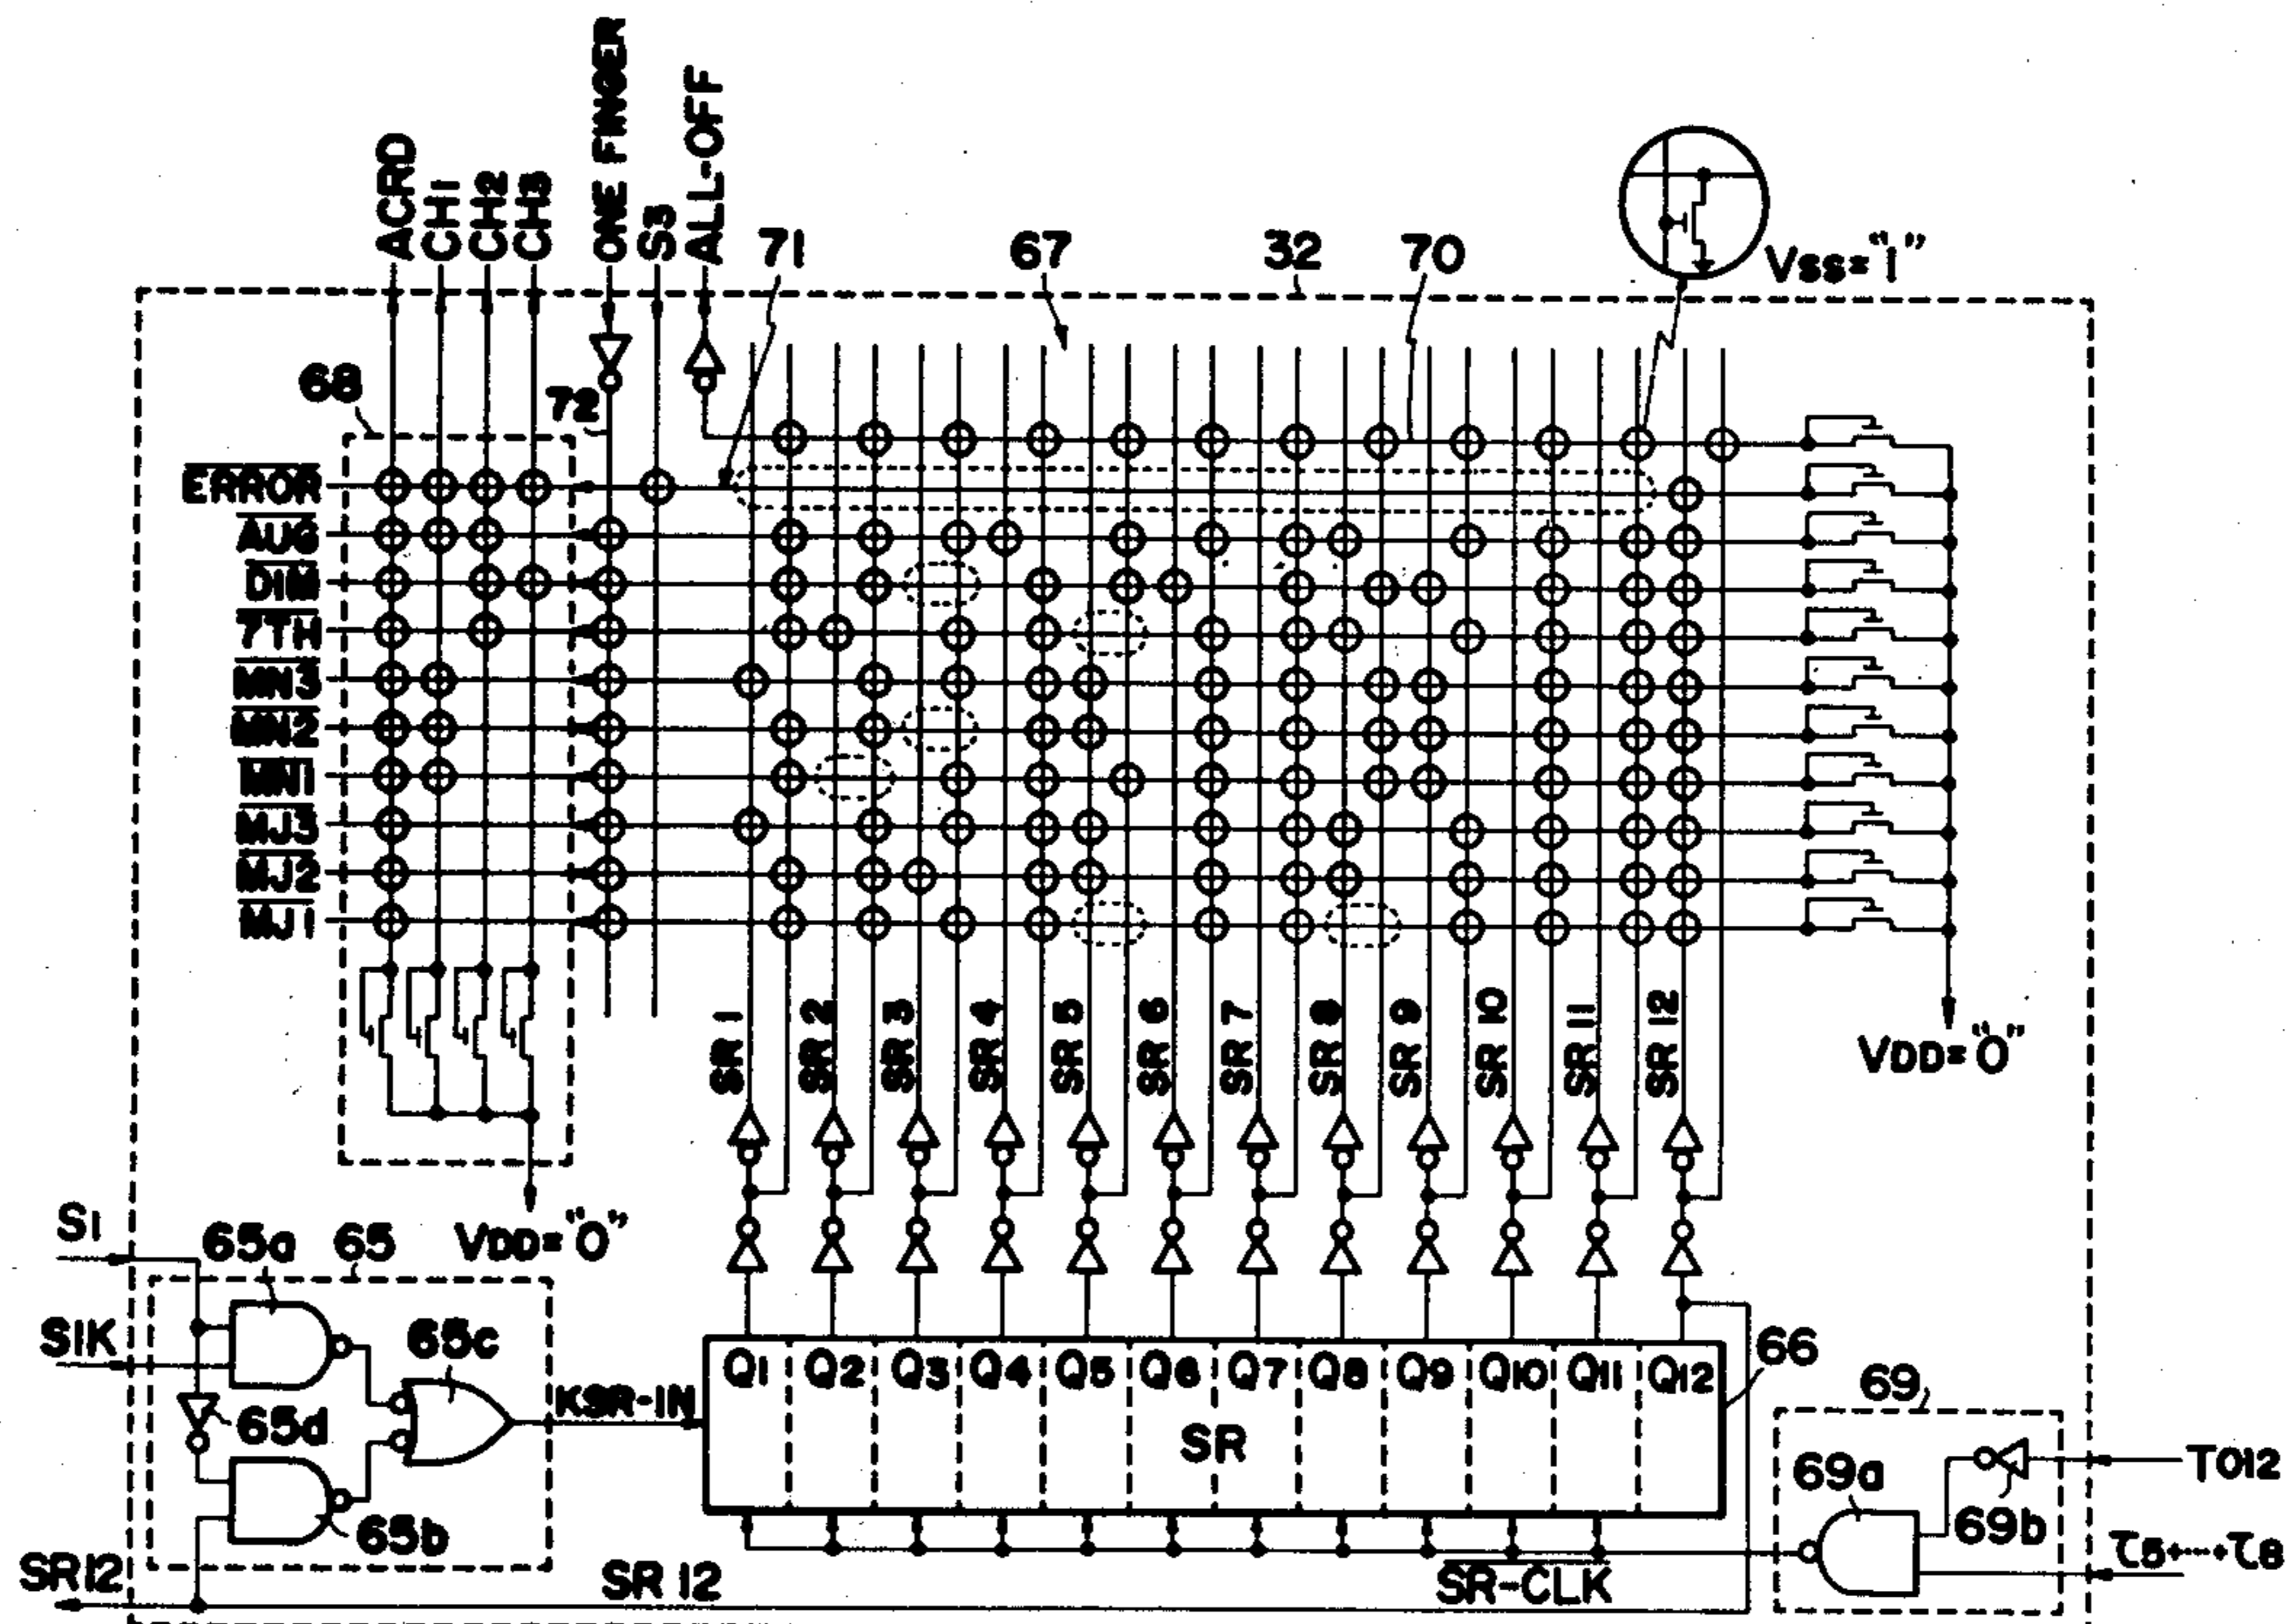 ACRD
CH1
CH2
CH3
ONE FINGER
S3
ALL-OFF
71
67
32
70
VSS="1"
68
72
ERROR
AUG
DIM
7TH
MN3
MN2
MN1
MJ3
MJ2
MJ1
SR 1
SR 2
SR 3
SR 4
SR 5
SR 6
SR 7
SR 8
SR 9
SR 10
SR 11
SR 12
VDD="0"
S1
65a
65
VDD="0"
S1K
65c
65d
KSR-IN
Q1 Q2 Q3 Q4 Q5 Q6 Q7 Q8 Q9 Q10 Q11 Q12
SR
66
69
T012
69a
69b
65b
SR12
SR 12
SR-CLK
τ5+····+τ8